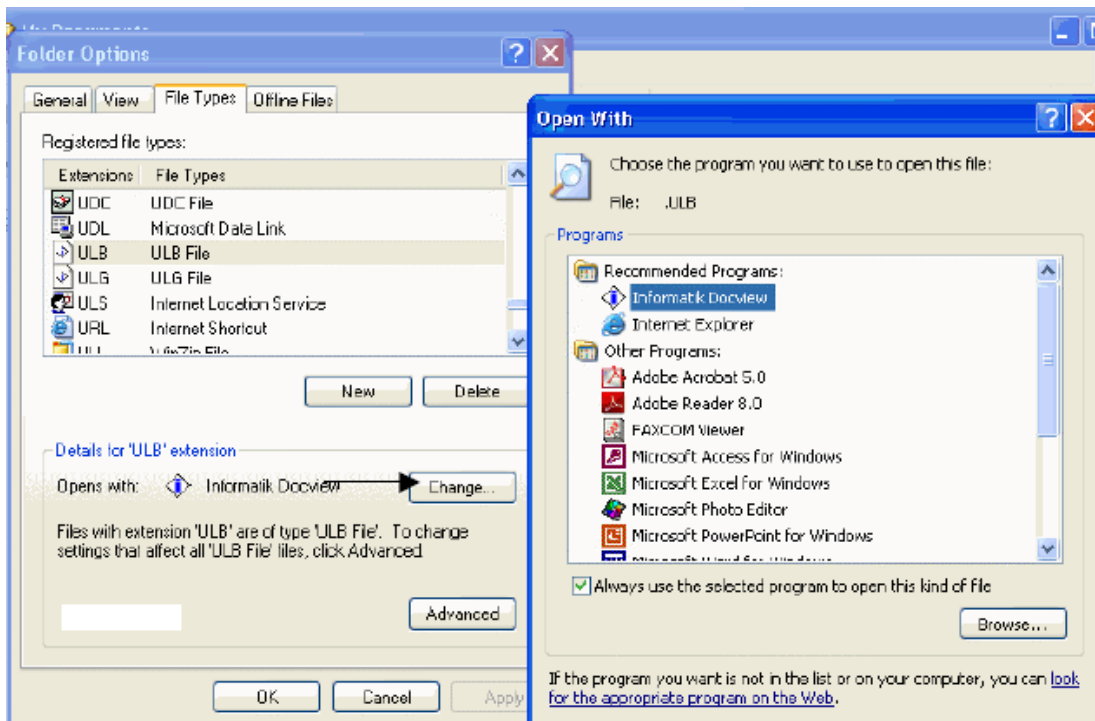 My Documents
Folder Options
General View File Types Offline Files
Registered file types:
Extensions File Types
UDC UDC File
UDL Microsoft Data Link
ULB ULB File
ULG ULG File
ULS Internet Location Service
URL Internet Shortcut
WinZip File
New Delete
Details for 'ULB' extension
Opens with: Informatik Docview Change...
Files with extension 'ULB' are of type 'ULB File'. To change
settings that affect all 'ULB File' files, click Advanced.
Advanced
OK Cancel Apply
Open With
Choose the program you want to use to open this file:
File: .ULB
Programs
Recommended Programs:
Informatik Docview
Internet Explorer
Other Programs:
Adobe Acrobat 5.0
Adobe Reader 8.0
FAXCOM Viewer
Microsoft Access for Windows
Microsoft Excel for Windows
Microsoft Photo Editor
Microsoft PowerPoint for Windows
Microsoft Word for Windows
Always use the selected program to open this kind of file
Browse...
If the program you want is not in the list or on your computer, you can look
for the appropriate program on the Web.